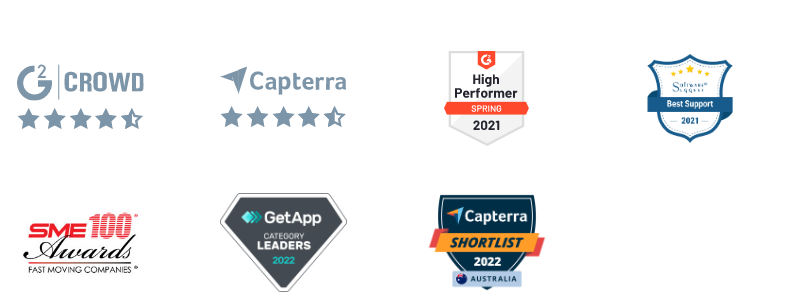 G2 | CROWD
Capterra
G2
High
Performer
SPRING
2021
Software
Suggest
Best Support
2021
SME 100®
Awards
FAST MOVING COMPANIES®
GetApp
CATEGORY
LEADERS
2022
Capterra
SHORTLIST
2022
AUSTRALIA